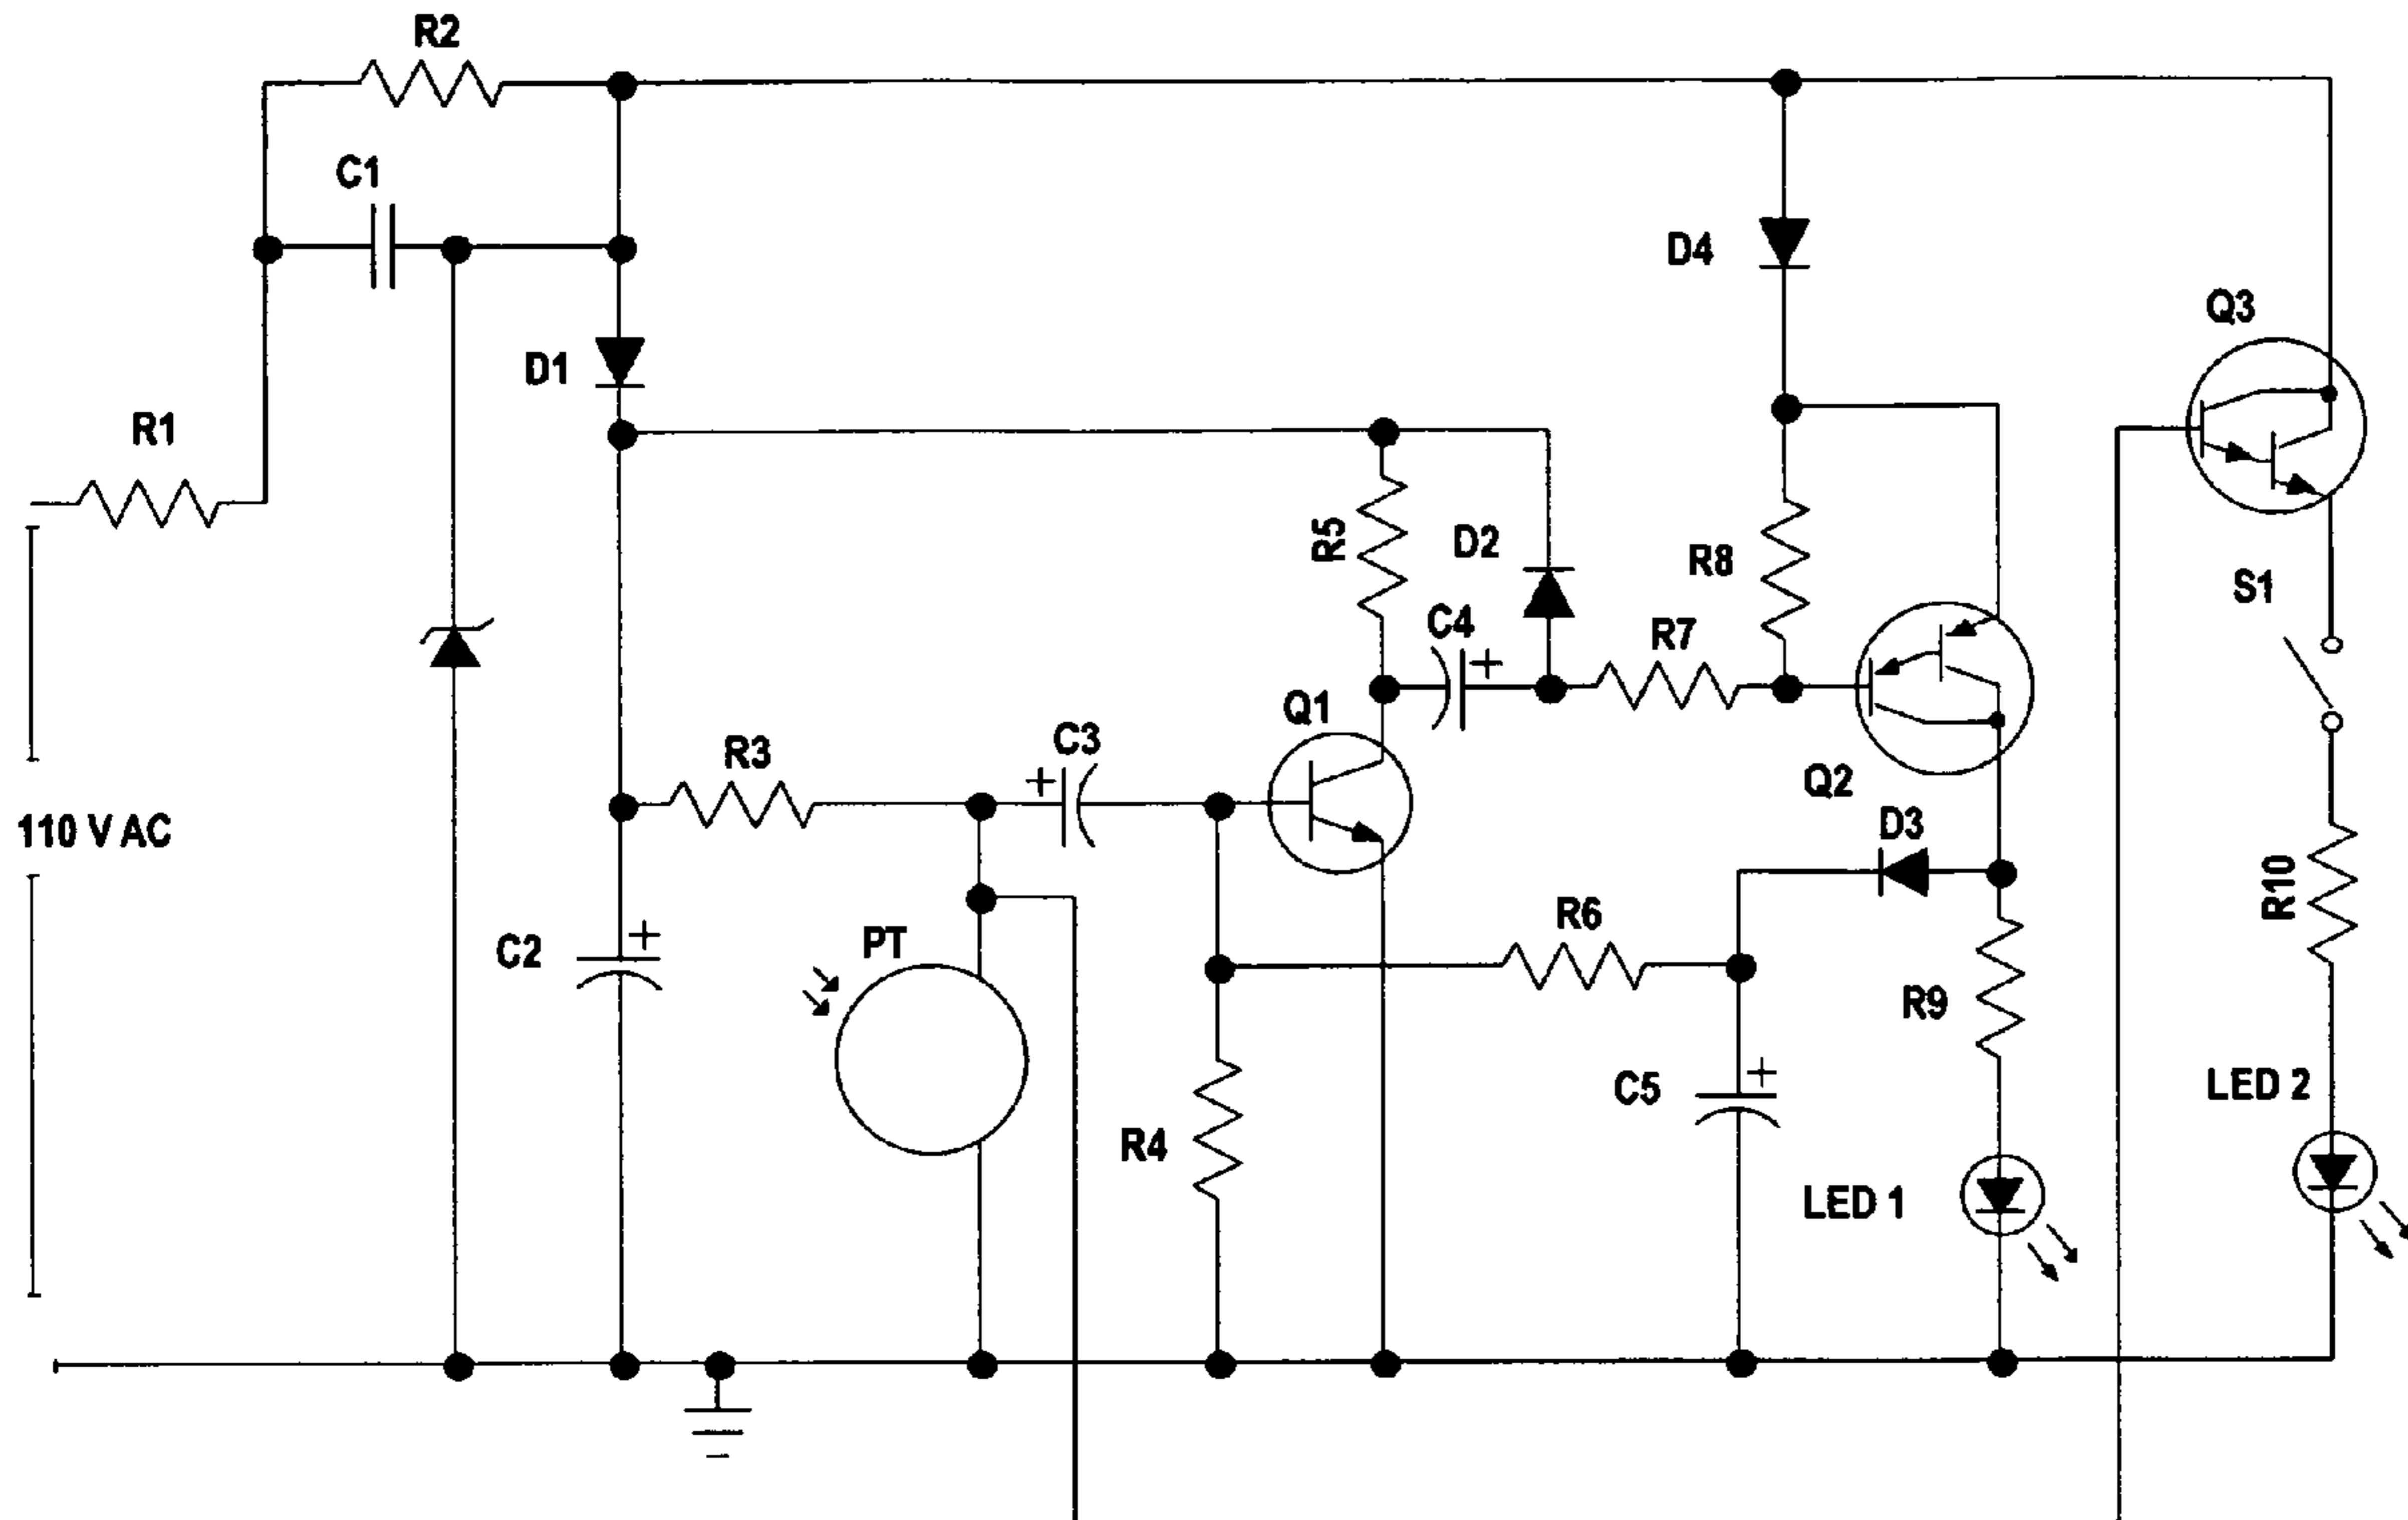 R2
C1
D4
Q3
D1
R1
R5
D2
R8
S1
C4
R7
Q1
R3
C3
Q2
110 V AC
D3
R10
R6
C2
PT
R9
C5
LED 2
R4
LED 1